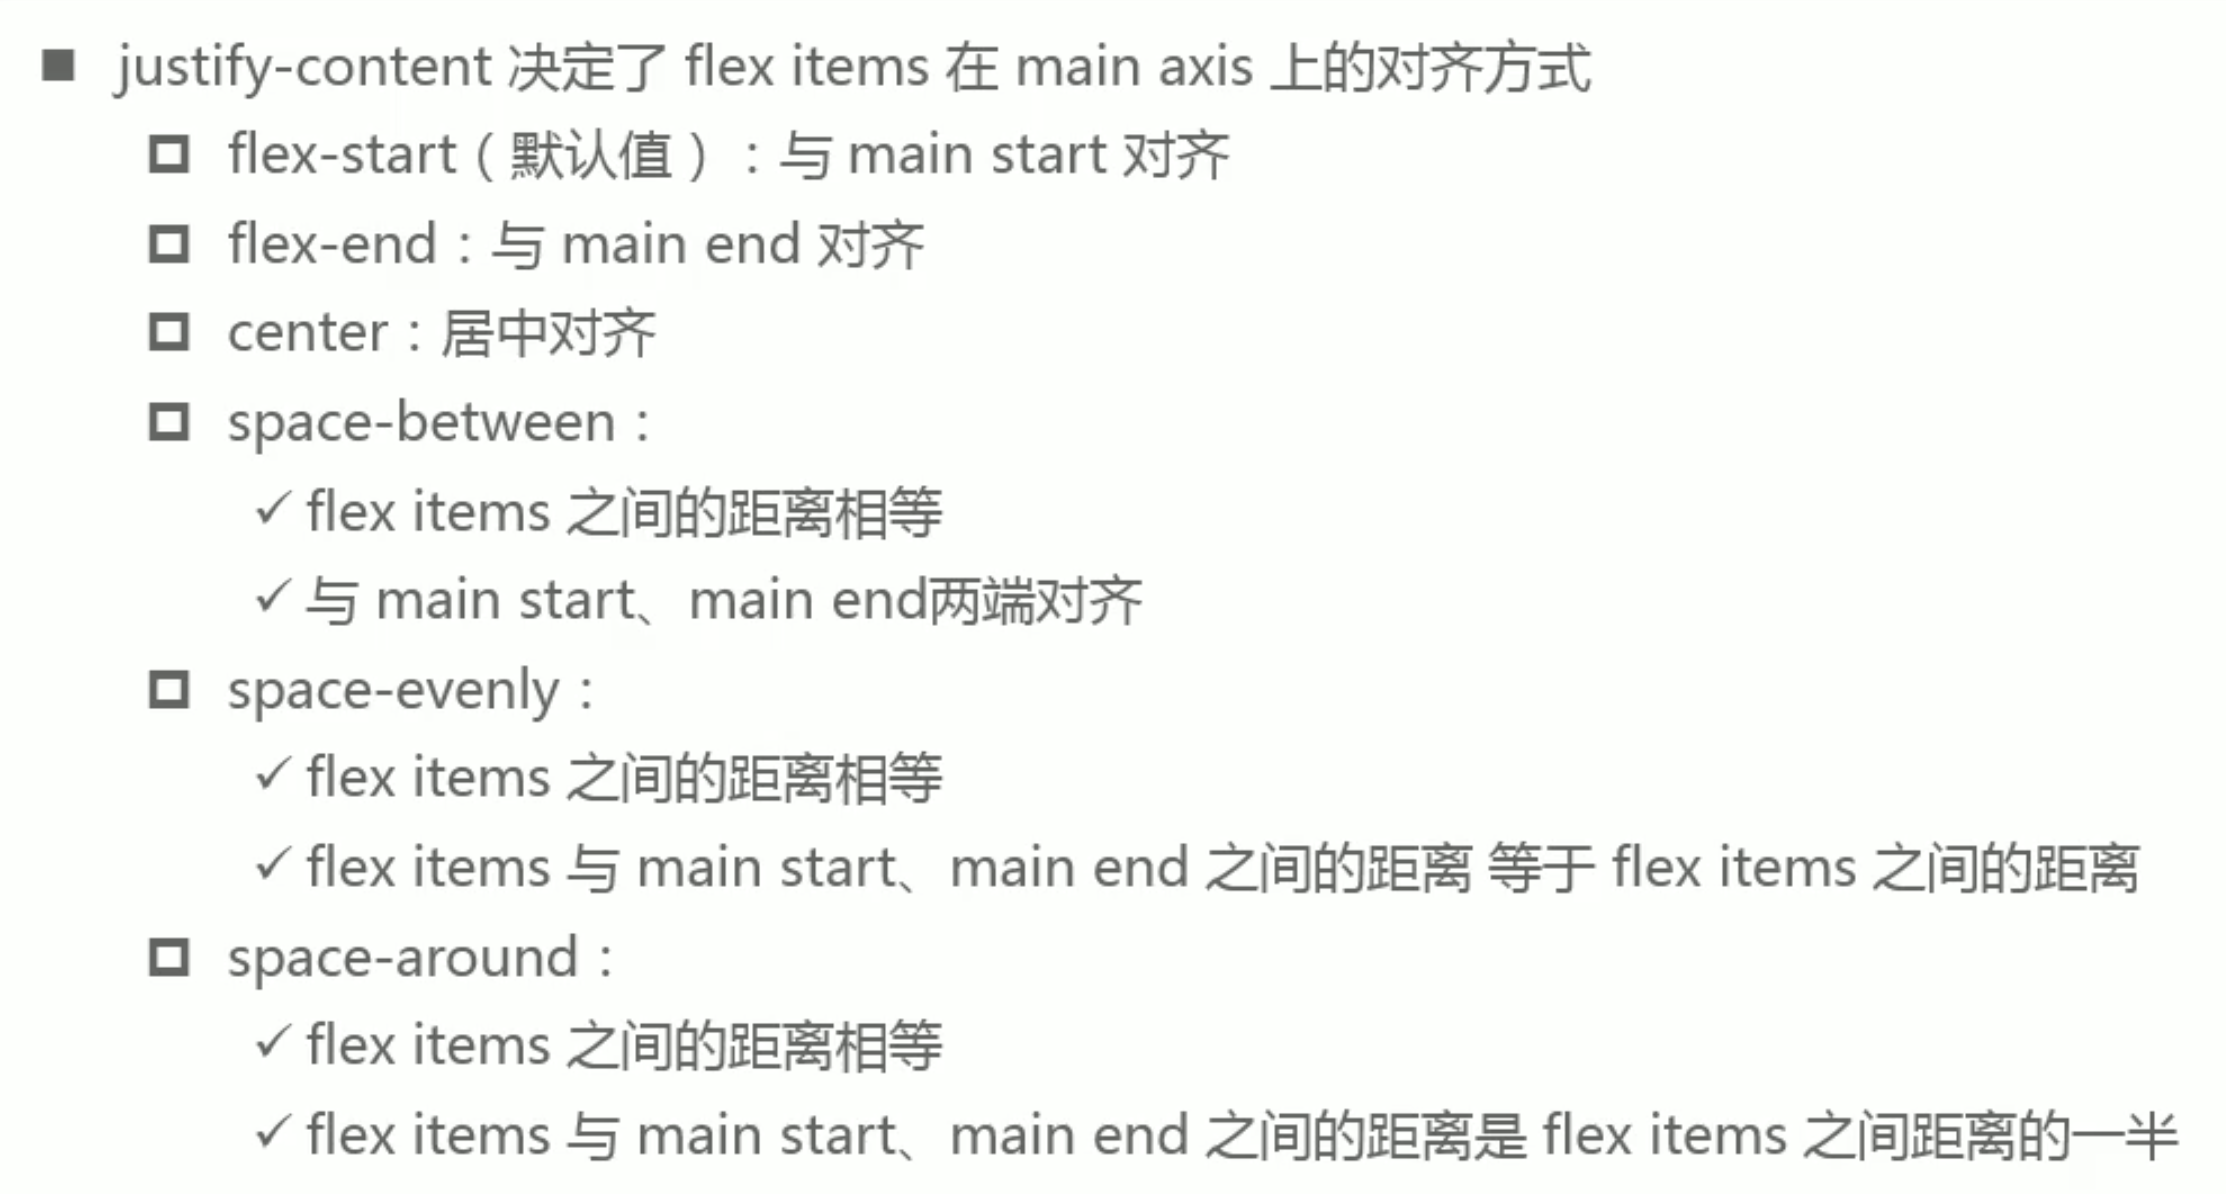 ■ justify-content 决定了 flex items 在 main axis 上的对齐方式
flex-start（默认值）：与 main start 对齐
flex-end：与 main end 对齐
center：居中对齐
space-between：
✓ flex items 之间的距离相等
✓ 与 main start、main end两端对齐
space-evenly：
✓ flex items 之间的距离相等
✓ flex items 与 main start、main end 之间的距离 等于 flex items 之间的距离
space-around：
✓ flex items 之间的距离相等
✓ flex items 与 main start、main end 之间的距离是 flex items 之间距离的一半